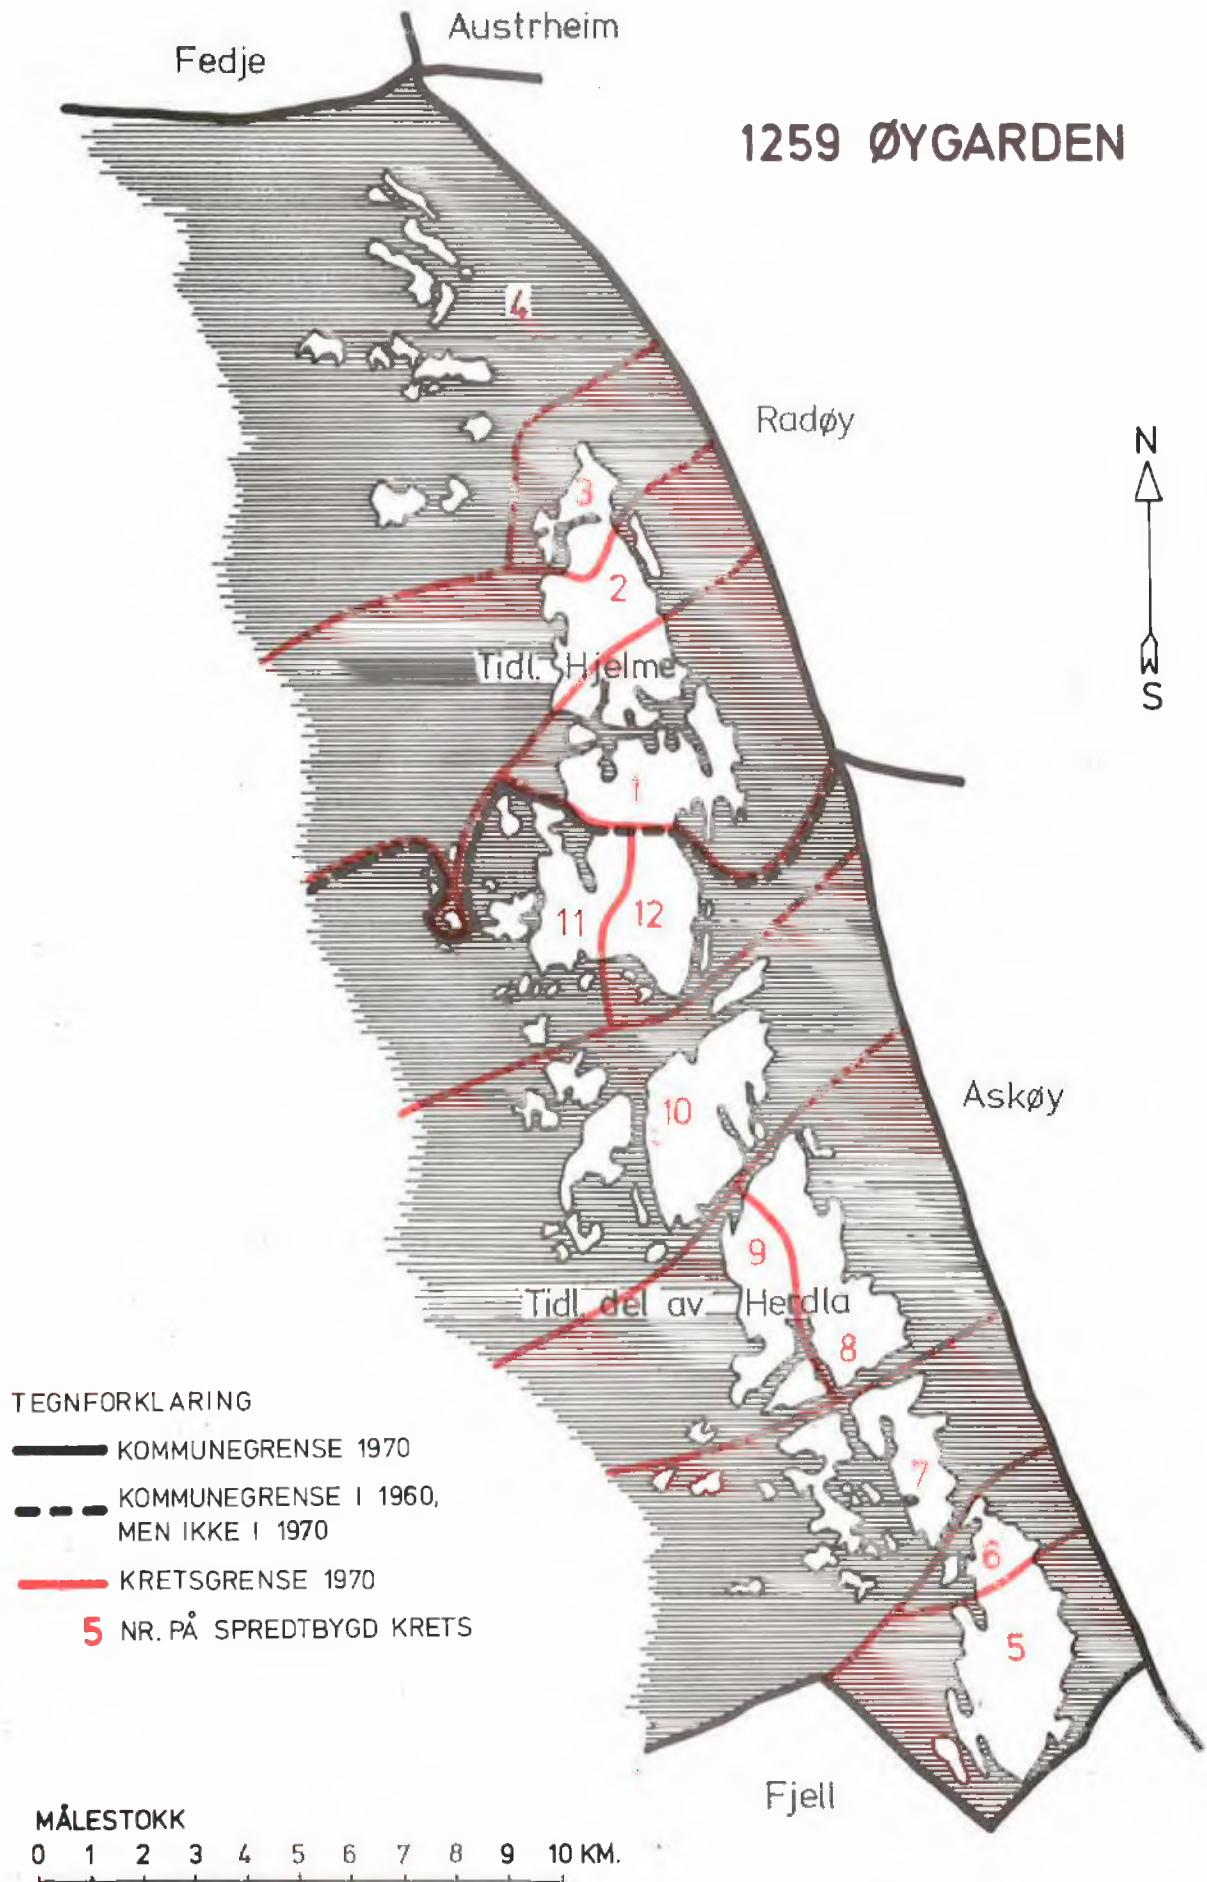 Austrheim
Fedje
1259 ØYGARDEN
4
Radøy
N
3
2
Tidl. Hjelme
S
1
11
12
Askøy
10
9
Tidl. del av Herdla
8
TEGNFORKLARING
KOMMUNEGRENSE 1970
KOMMUNEGRENSE I 1960,
MEN IKKE I 1970
7
6
KRETSGRENSE 1970
5 NR. PÅ SPREDTBYGD KRETS
5
Fjell
MÅLESTOKK
0 1 2 3 4 5 6 7 8 9 10 KM.